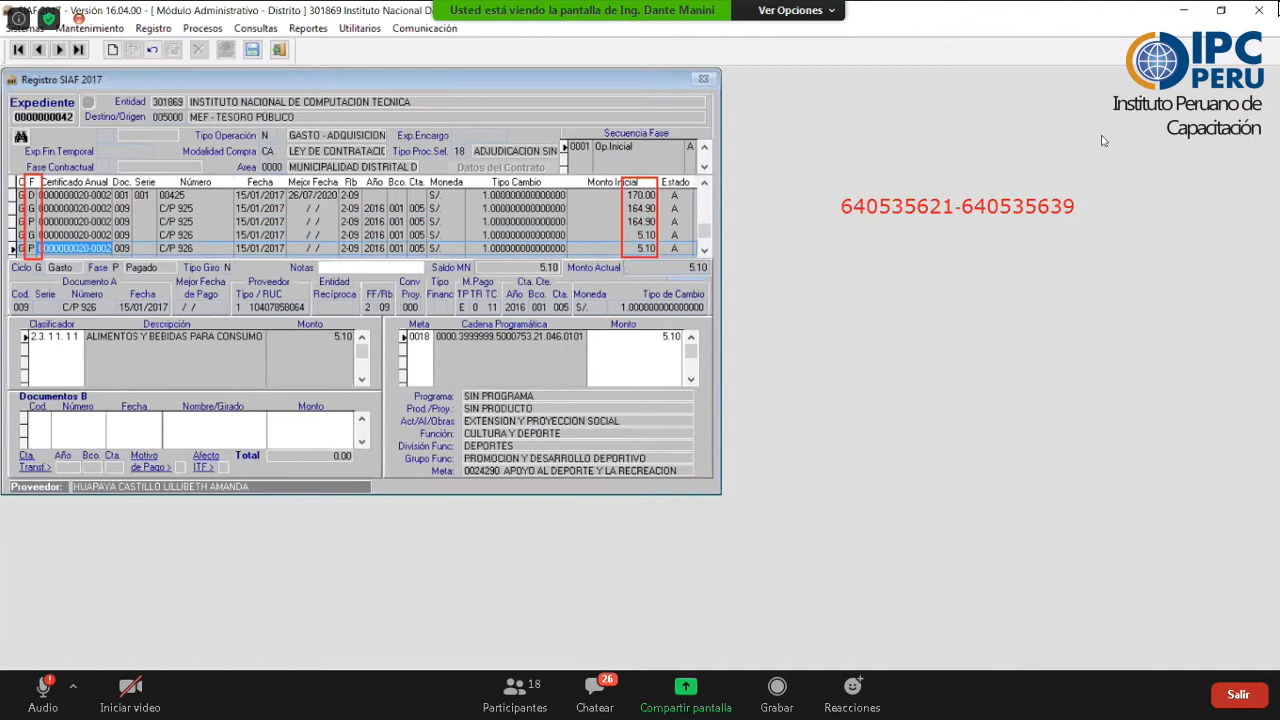 SIAF 2017 - Versión 16.04.00 - [ Módulo Administrativo - Distrito ] 301869 Instituto Nacional De
Usted está viendo la pantalla de Ing. Dante Manini
Ver Opciones
Sistemas Mantenimiento Registro Procesos Consultas Reportes Utilitarios Comunicación
IPC
PERU
Instituto Peruano de
Capacitación
Registro SIAF 2017
Expediente Entidad 301869 INSTITUTO NACIONAL DE COMPUTACION TECNICA
0000000042 Destino/Origen 005000 MEF - TESORO PÚBLICO
Tipo Operación N GASTO - ADQUISICION Exp.Encargo Secuencia Fase
Exp.Fin.Temporal Modalidad Compra CA LEY DE CONTRATACI Tipo Proc.Sel. 18 ADJUDICACION SIN 0001 Op.Inicial A
Fase Contractual Area 0000 MUNICIPALIDAD DISTRITAL D Datos del Contrato
C F Certificado Anual Doc. Serie Número Fecha Mejor Fecha Rb Año Bco. Cta. Moneda Tipo Cambio Monto Inicial Estado
G D 0000000020-0002 001 001 00425 15/01/2017 26/07/2020 2-09 S/. 1.000000000000 170.00 A
G G 0000000020-0002 009 C/P 925 15/01/2017 / / 2-09 2016 001 005 S/. 1.000000000000 164.90 A
G P 0000000020-0002 009 C/P 925 15/01/2017 / / 2-09 2016 001 005 S/. 1.000000000000 164.90 A
G G 0000000020-0002 009 C/P 926 15/01/2017 / / 2-09 2016 001 005 S/. 1.000000000000 5.10 A
G P 0000000020-0002 009 C/P 926 15/01/2017 / / 2-09 2016 001 005 S/. 1.000000000000 5.10 A
640535621-640535639
Ciclo G Gasto Fase P Pagado Tipo Giro N Notas Saldo MN 5.10 Monto Actual 5.10
Documento A Mejor Fecha Proveedor Entidad Conv Tipo M.Pago Cta. Cte.
Cod. Serie Número Fecha de Pago Tipo / RUC Recíproca FF/Rb Proy. Financ TP TR TC Año Bco. Cta. Moneda Tipo de Cambio
009 C/P 926 15/01/2017 / / 1 10407858064 2 09 000 E 0 11 2016 001 005 S/. 1.000000000000
Clasificador Descripción Monto
2.3. 1 1. 1 1 ALIMENTOS Y BEBIDAS PARA CONSUMO 5.10
Meta Cadena Programática Monto
0018 0000.3999999.5000753.21.046.0101 5.10
Documentos B
Cod. Número Fecha Nombre/Girado Monto
Cta. Año Bco. Cta. Motivo Afecto Total 0.00
Transf.> de Pago > ITF >
Programa: SIN PROGRAMA
Prod./Proy.: SIN PRODUCTO
Act/AI/Obras EXTENSION Y PROYECCION SOCIAL
Función: CULTURA Y DEPORTE
División Func: DEPORTES
Grupo Func: PROMOCION Y DESARROLLO DEPORTIVO
Meta: 0024290 APOYO AL DEPORTE Y LA RECREACION
Proveedor: HUAPAYA CASTILLO LILLIBETH AMANDA
Audio
Iniciar video
18
Participantes
26
Chatear
Compartir pantalla
Grabar
Reacciones
Salir